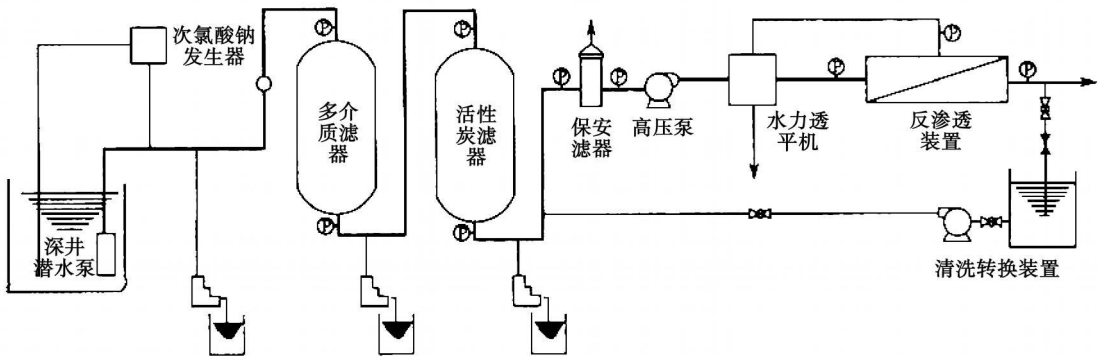 次氯酸钠
发生器
P
多介
质滤
器
P
P
活性
炭滤
器
P
P
P
保安
滤器
高压泵
水力透
平机
P
P
反渗透
装置
P
深井
潜水泵
清洗转换装置